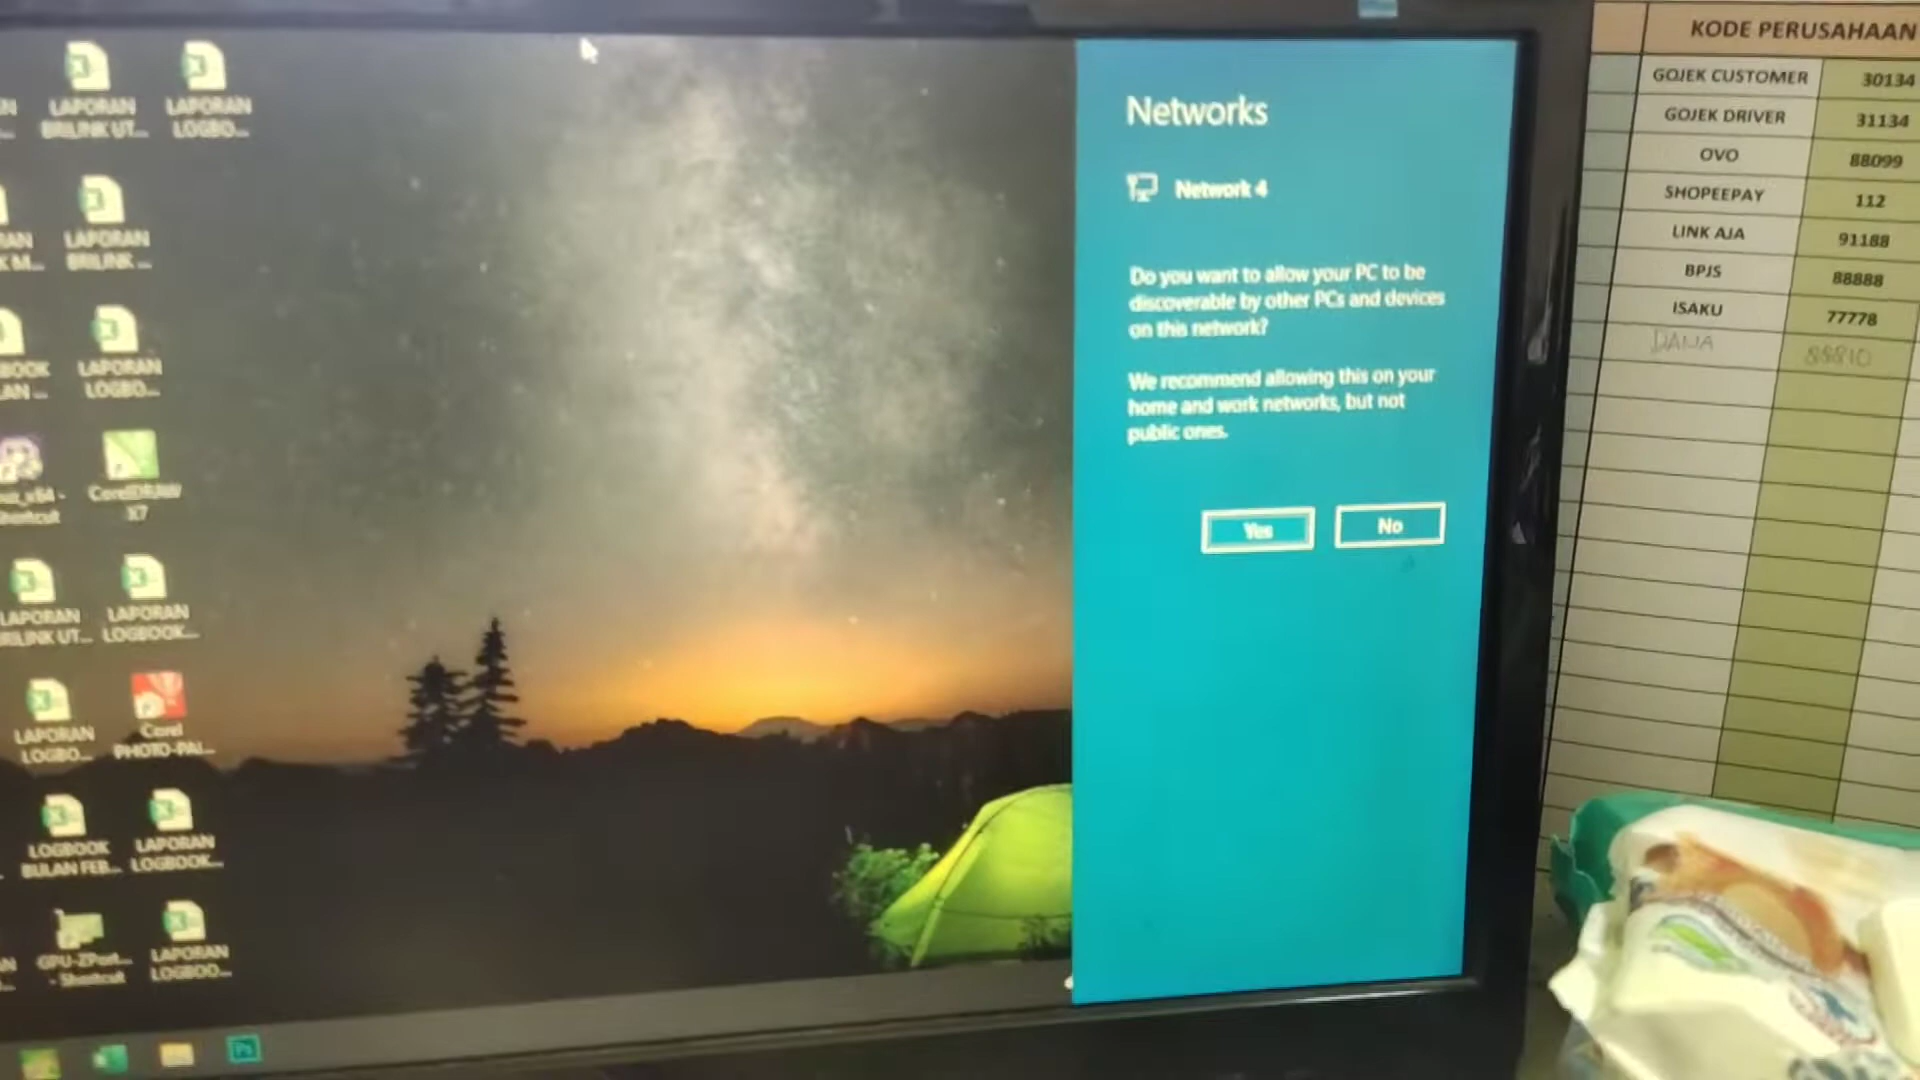 LAPORAN
BRILINK UT...
LAPORAN
LOGBO...
LAPORAN
BRILINK ...
LAPORAN
LOGBO...
Shortcut
CorelDRAW
X7
LAPORAN
BRILINK UT...
LAPORAN
LOGBOOK...
LAPORAN
LOGBO...
Corel
PHOTO-PAI...
LOGBOOK
BULAN FEB...
LAPORAN
LOGBOOK...
- Shortcut
LAPORAN
LOGBOO...
Ps
Networks
Network 4
Do you want to allow your PC to be
discoverable by other PCs and devices
on this network?
We recommend allowing this on your
home and work networks, but not
public ones.
Yes
No
KODE PERUSAHAAN
GOJEK CUSTOMER 30134
GOJEK DRIVER 31134
OVO 88099
SHOPEEPAY 112
LINK AJA 91188
BPJS 88888
ISAKU 77778
DANA 88810